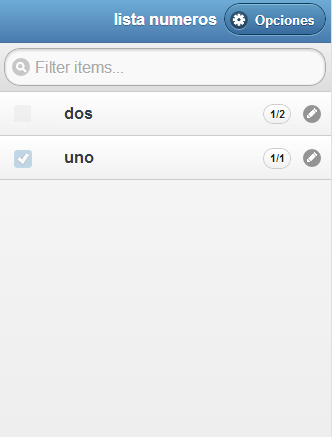 lista numeros Opciones
Filter items...
dos 1/2
uno 1/1